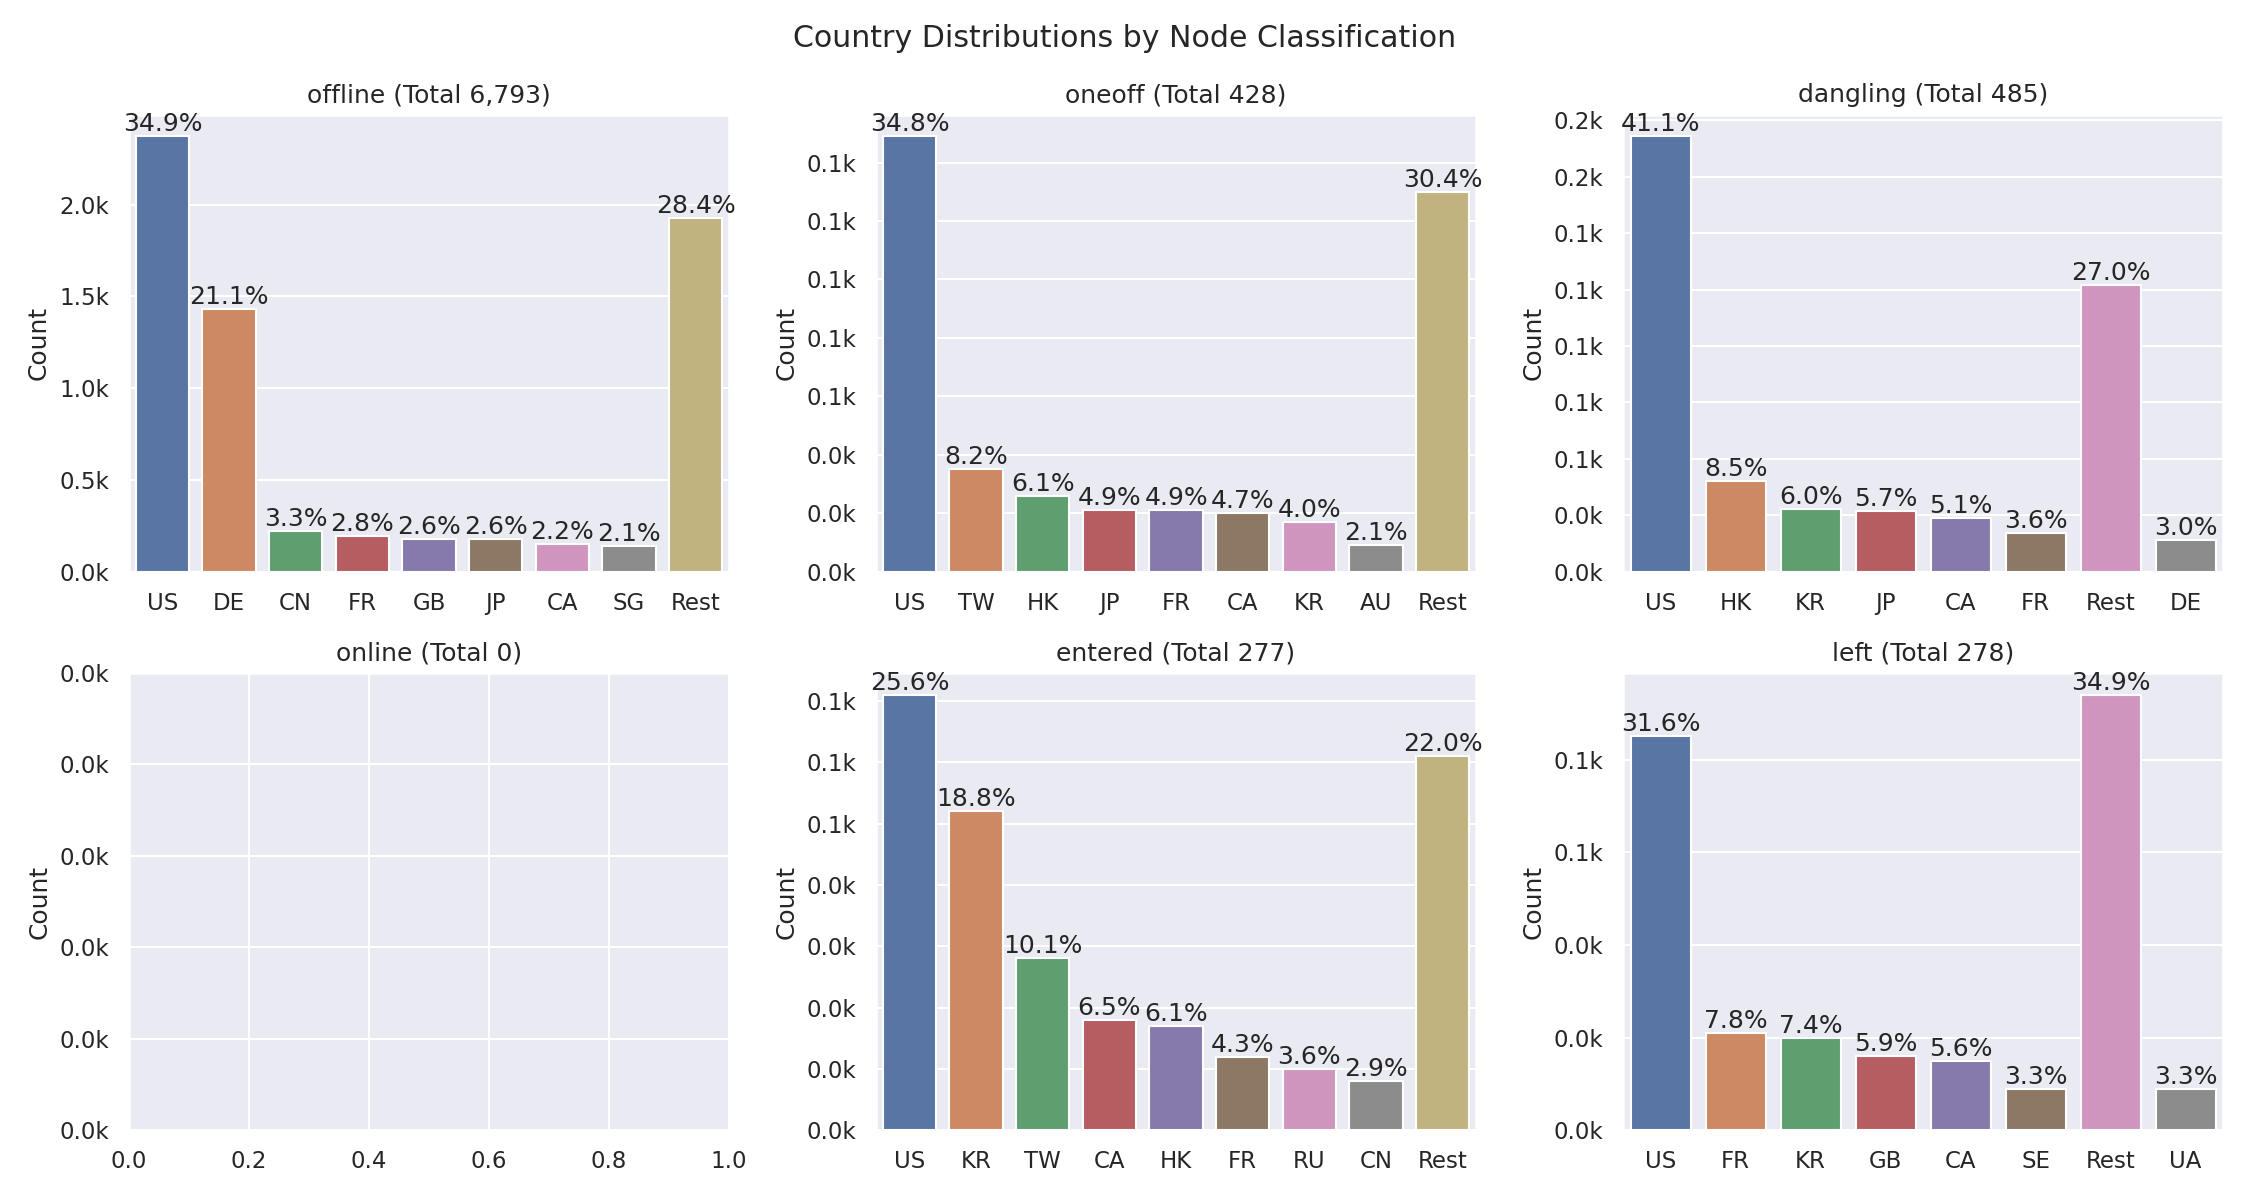 Country Distributions by Node Classification
offline (Total 6,793)
Count
2.0k
1.5k
1.0k
0.5k
0.0k
34.9%
21.1%
3.3%
2.8%
2.6%
2.6%
2.2%
2.1%
28.4%
US DE CN FR GB JP CA SG Rest
oneoff (Total 428)
Count
0.1k
0.1k
0.1k
0.1k
0.1k
0.0k
0.0k
0.0k
34.8%
8.2%
6.1%
4.9%
4.9%
4.7%
4.0%
2.1%
30.4%
US TW HK JP FR CA KR AU Rest
dangling (Total 485)
Count
0.2k
0.2k
0.1k
0.1k
0.1k
0.1k
0.1k
0.0k
0.0k
41.1%
8.5%
6.0%
5.7%
5.1%
3.6%
27.0%
3.0%
US HK KR JP CA FR Rest DE
online (Total 0)
Count
0.0k
0.0k
0.0k
0.0k
0.0k
0.0k
0.0 0.2 0.4 0.6 0.8 1.0
entered (Total 277)
Count
0.1k
0.1k
0.1k
0.0k
0.0k
0.0k
0.0k
0.0k
25.6%
18.8%
10.1%
6.5%
6.1%
4.3%
3.6%
2.9%
22.0%
US KR TW CA HK FR RU CN Rest
left (Total 278)
Count
0.1k
0.1k
0.0k
0.0k
0.0k
31.6%
7.8%
7.4%
5.9%
5.6%
3.3%
34.9%
3.3%
US FR KR GB CA SE Rest UA